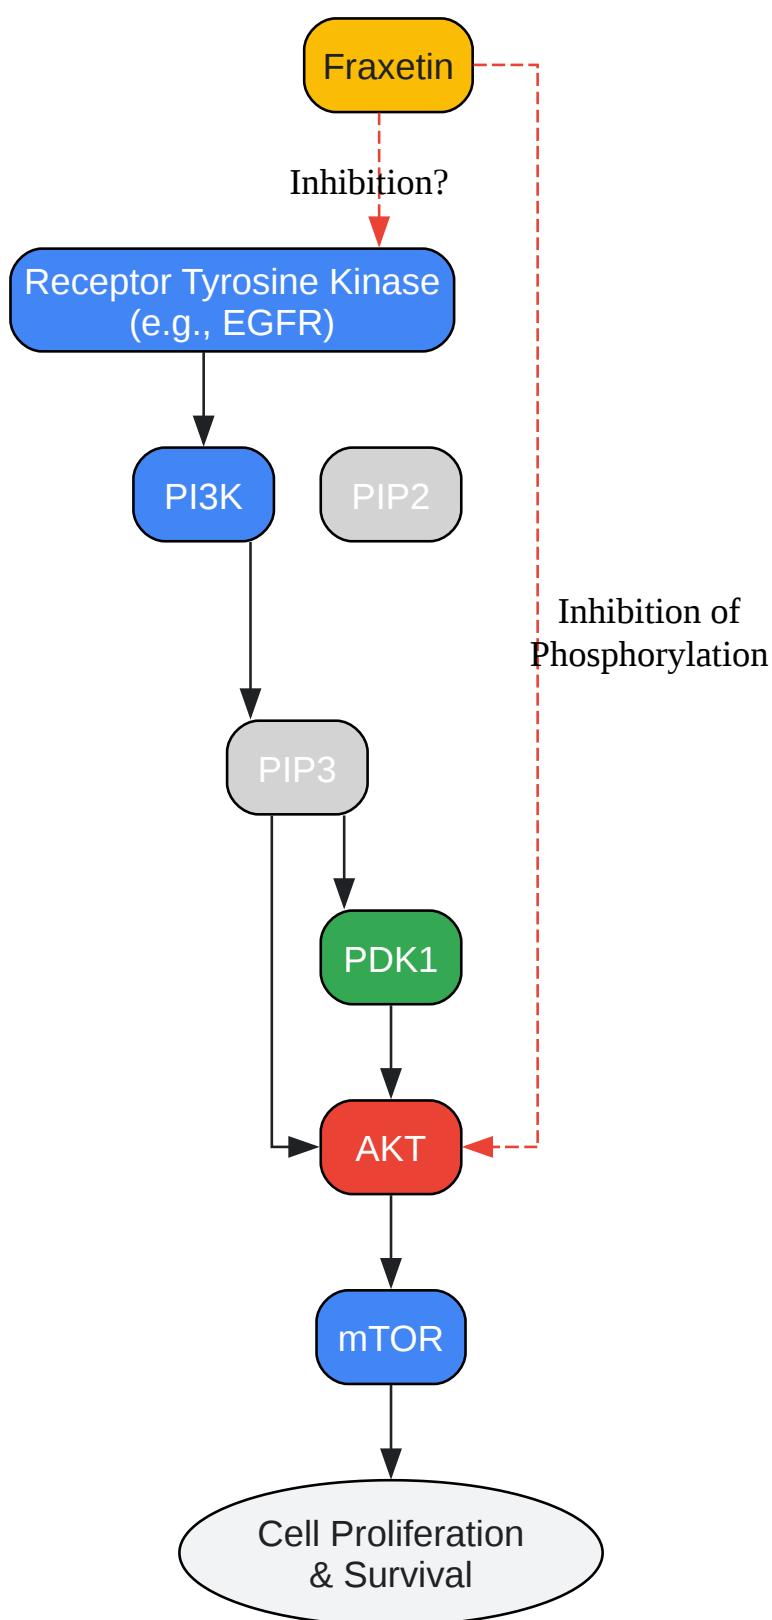 Fraxetin
Inhibition?
Receptor Tyrosine Kinase
(e.g., EGFR)
PI3K
PIP2
Inhibition of
Phosphorylation
PIP3
PDK1
AKT
mTOR
Cell Proliferation
& Survival